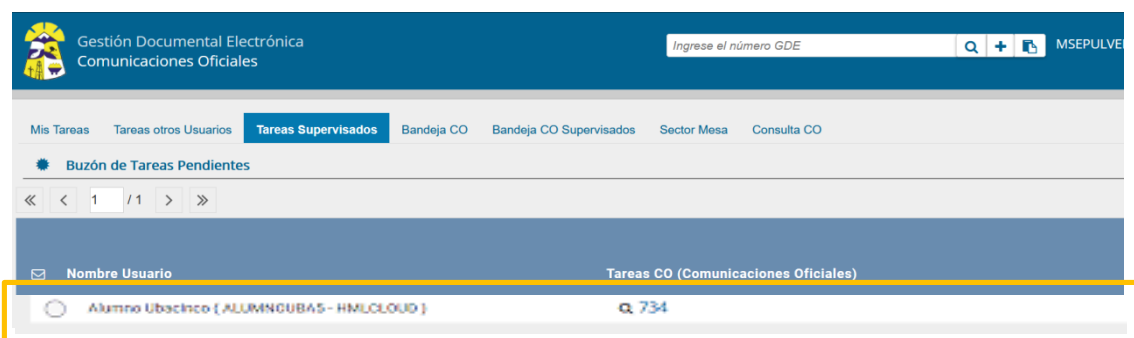 Gestión Documental Electrónica
Comunicaciones Oficiales
Ingrese el número GDE
MSEPULVE
Mis Tareas Tareas otros Usuarios Tareas Supervisados Bandeja CO Bandeja CO Supervisados Sector Mesa Consulta CO
Buzón de Tareas Pendientes
1 / 1
Nombre Usuario Tareas CO (Comunicaciones Oficiales)
Alumno Ubacinco ( ALUMNOUBA5 - HMLCLOUD ) 734